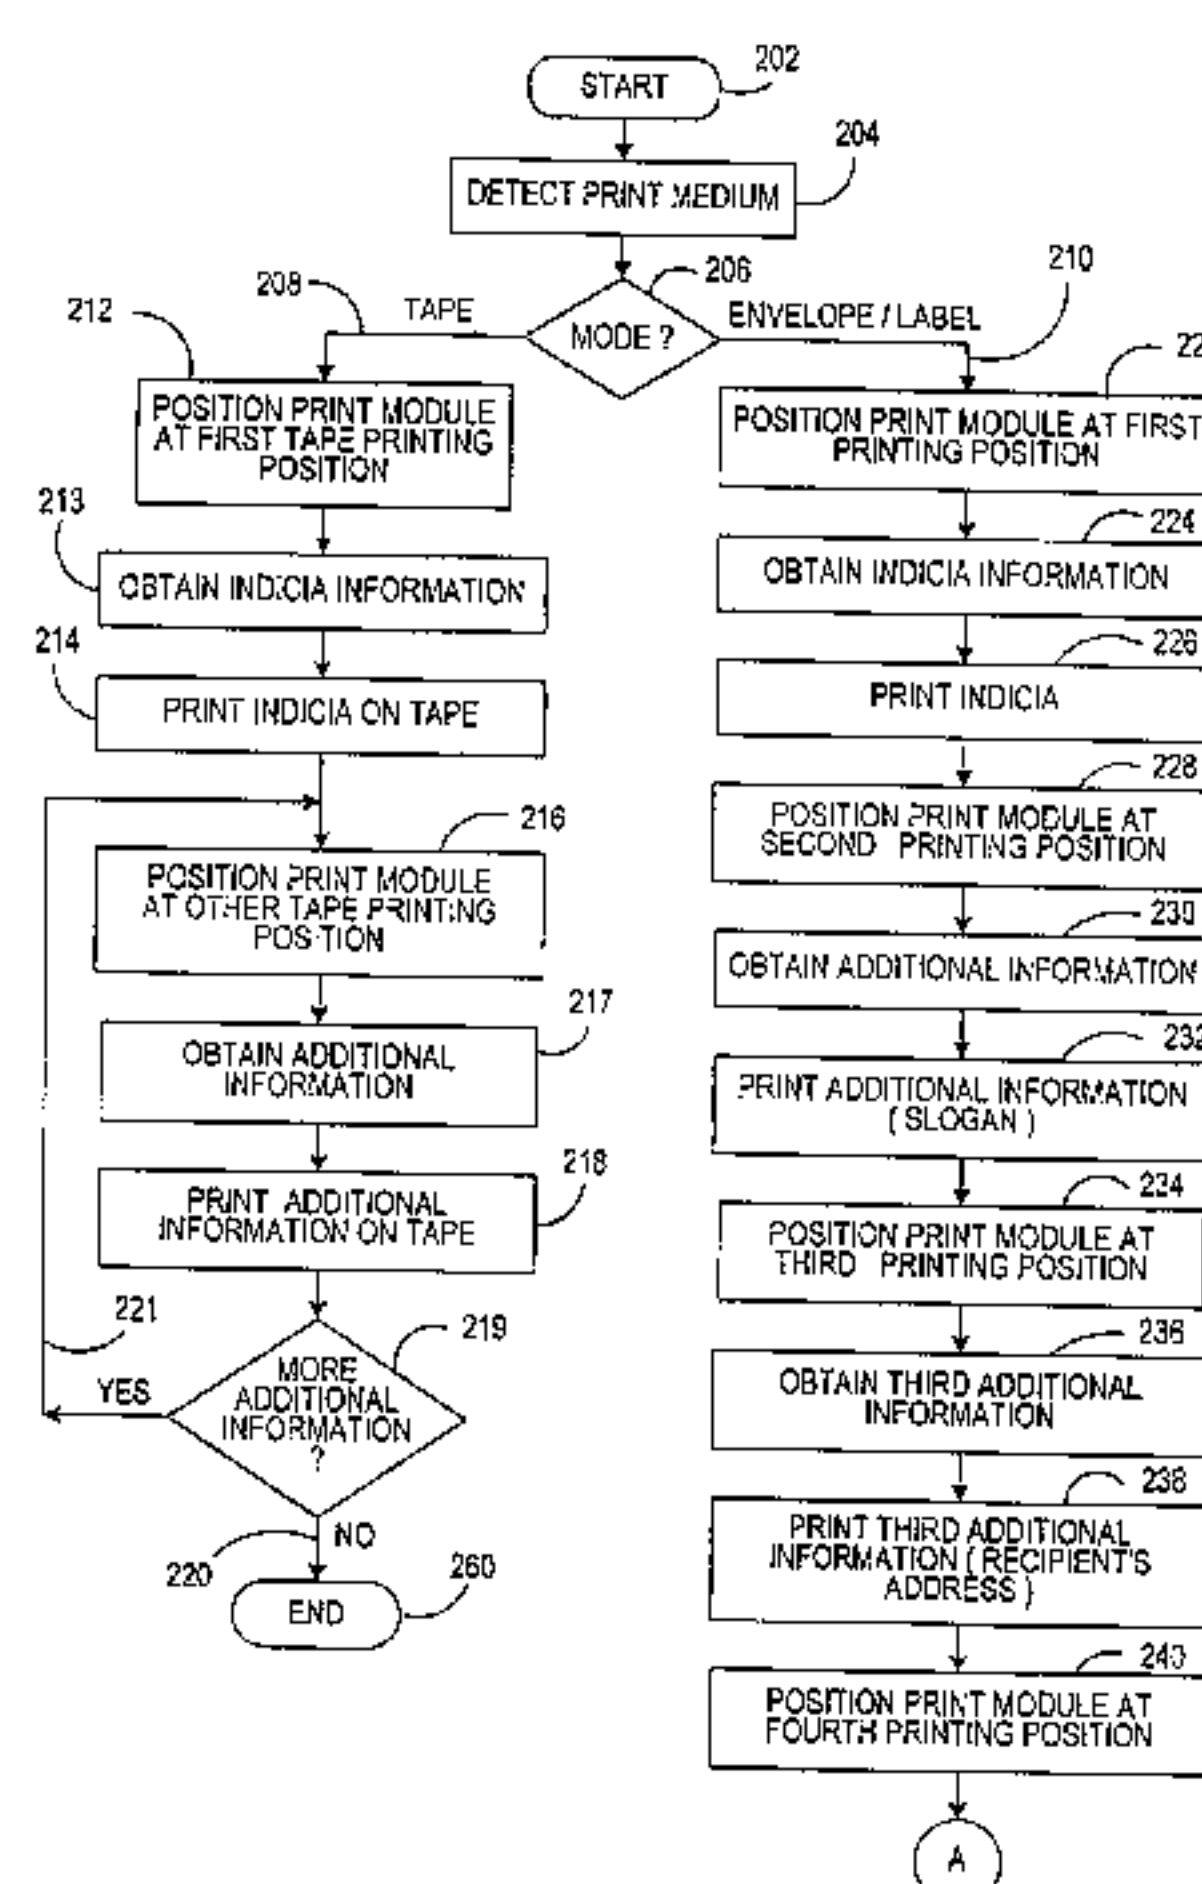 START
202
DETECT PRINT MEDIUM
204
MODE ?
206
TAPE
208
ENVELOPE / LABEL
210
212
POSITION PRINT MODULE
AT FIRST TAPE PRINTING
POSITION
213
OBTAIN INDICIA INFORMATION
214
PRINT INDICIA ON TAPE
216
POSITION PRINT MODULE
AT OTHER TAPE PRINTING
POSITION
217
OBTAIN ADDITIONAL
INFORMATION
218
PRINT ADDITIONAL
INFORMATION ON TAPE
219
MORE
ADDITIONAL
INFORMATION
?
221
YES
NO
220
END
260
POSITION PRINT MODULE AT FIRST
PRINTING POSITION
224
OBTAIN INDICIA INFORMATION
226
PRINT INDICIA
228
POSITION PRINT MODULE AT
SECOND PRINTING POSITION
230
OBTAIN ADDITIONAL INFORMATION
232
PRINT ADDITIONAL INFORMATION
( SLOGAN )
234
POSITION PRINT MODULE AT
THIRD PRINTING POSITION
236
OBTAIN THIRD ADDITIONAL
INFORMATION
238
PRINT THIRD ADDITIONAL
INFORMATION ( RECIPIENT'S
ADDRESS )
240
POSITION PRINT MODULE AT
FOURTH PRINTING POSITION
A